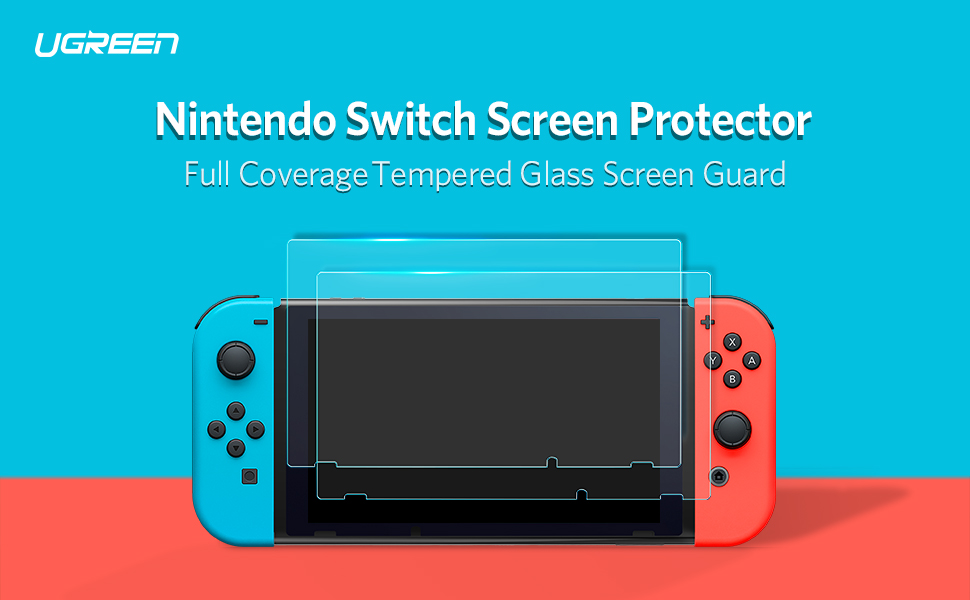 UGREEN
Nintendo Switch Screen Protector
Full Coverage Tempered Glass Screen Guard
X
Y A
B